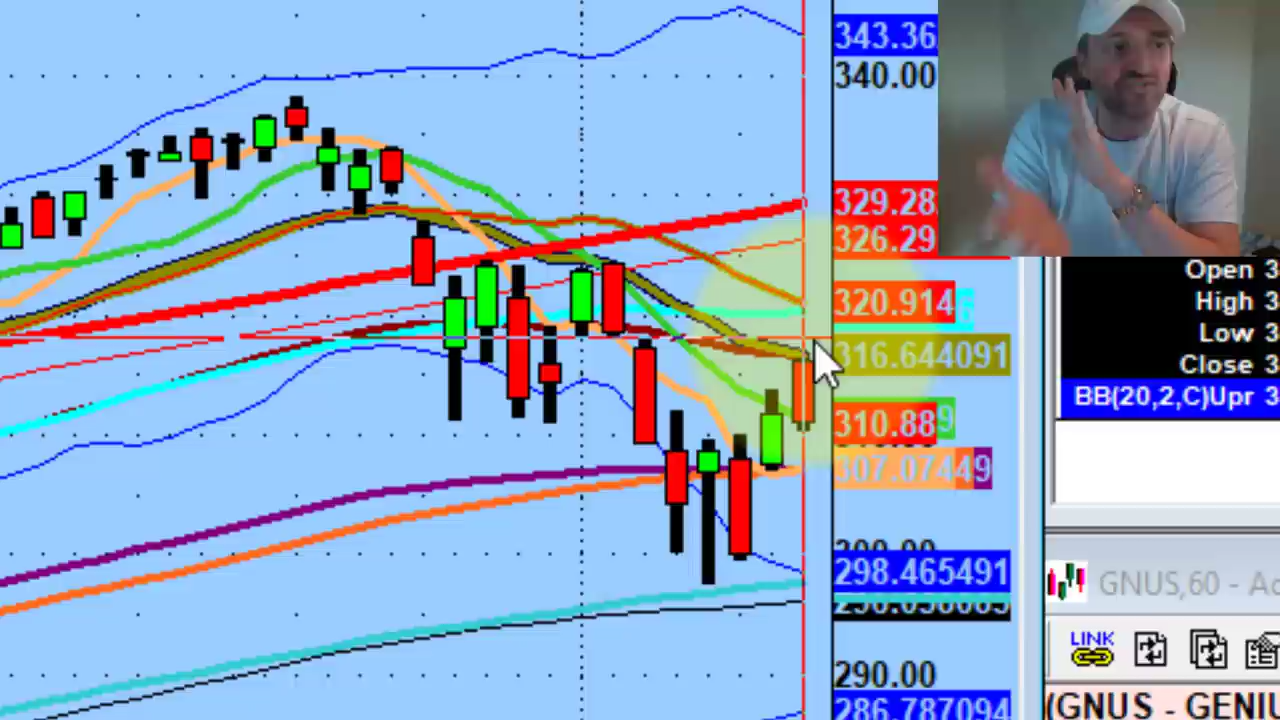 343.36
340.00
329.28
326.29
Open 3
High 3
320.914
Low 3
316.644091
Close 3
BB(20,2,C)Upr 3
310.889
307.07449
298.465491
GNUS,60 - Ac
LINK
290.00
(GNUS - GENIU
286.787094